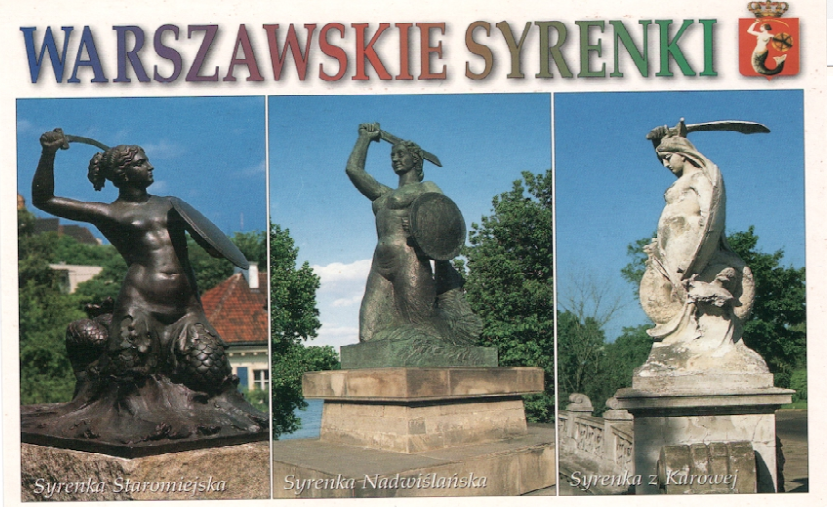 WARSZAWSKIE SYRENKI
Syrenka Staromiejska
Syrenka Nadwiślańska
Syrenka z Karowej